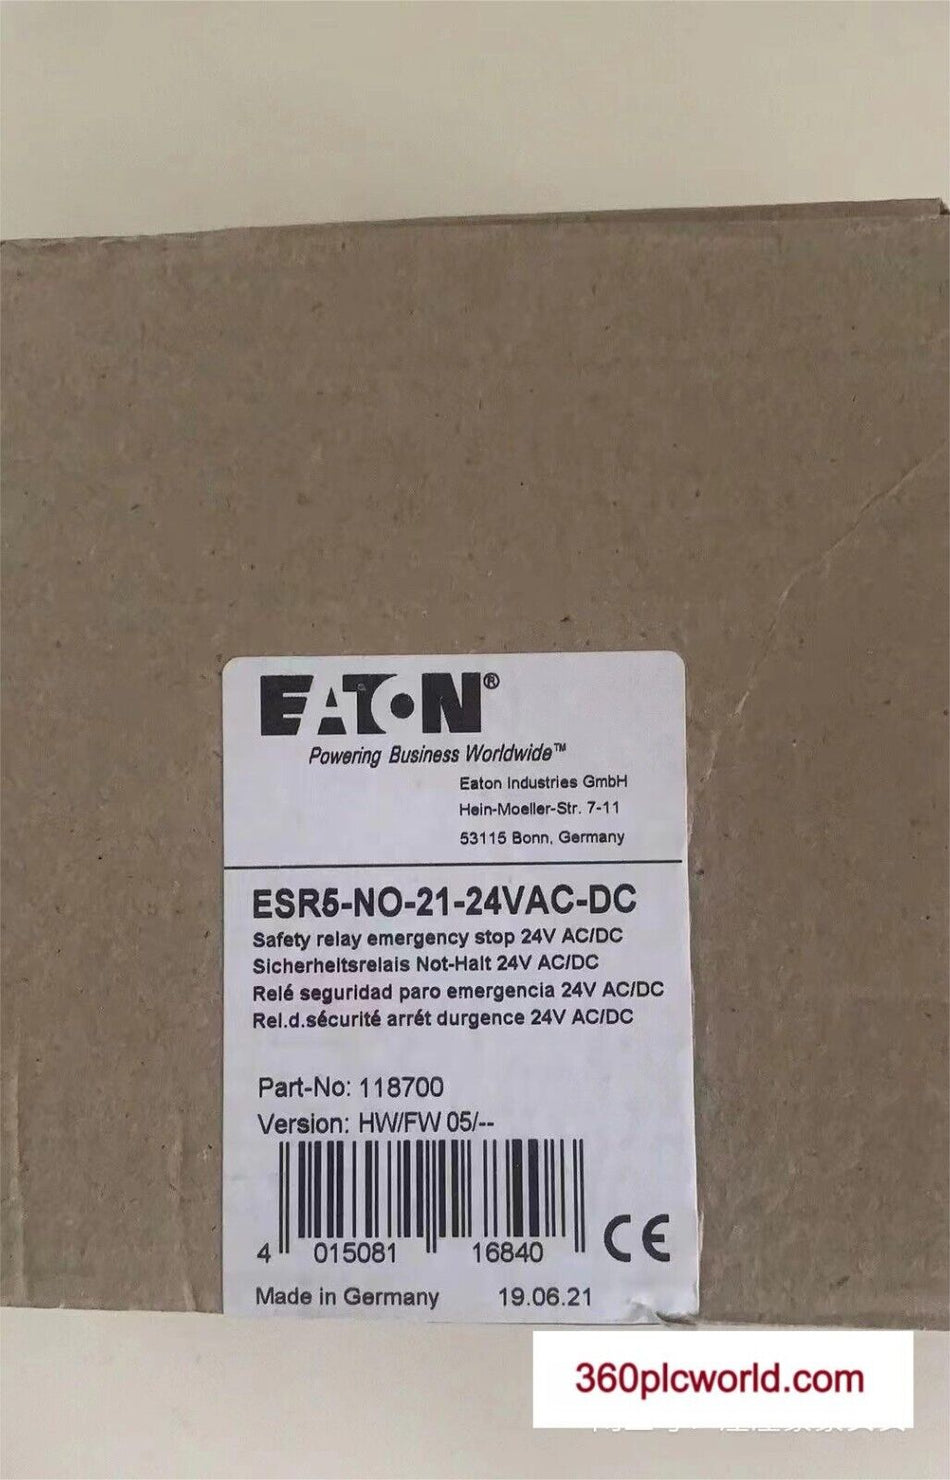 EATON®
Powering Business Worldwide™
Eaton Industries GmbH
Hein-Moeller-Str. 7-11
53115 Bonn, Germany
ESR5-NO-21-24VAC-DC
Safety relay emergency stop 24V AC/DC
Sicherheitsrelais Not-Halt 24V AC/DC
Relé seguridad paro emergencia 24V AC/DC
Rel.d.sécurité arrét durgence 24V AC/DC
Part-No: 118700
Version: HW/FW 05/--
4 015081 16840
CE
Made in Germany 19.06.21
360plcworld.com